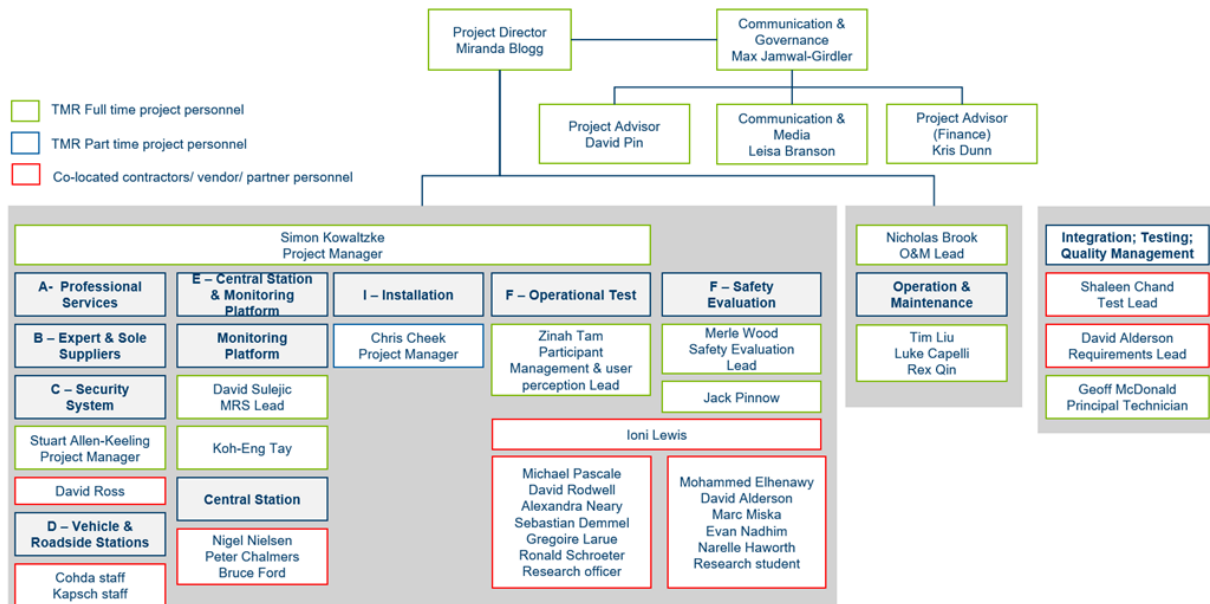 Project Director
Miranda Blogg
Communication &
Governance
Max Jamwal-Girdler
TMR Full time project personnel
TMR Part time project personnel
Co-located contractors/ vendor/ partner personnel
Project Advisor
David Pin
Communication &
Media
Leisa Branson
Project Advisor
(Finance)
Kris Dunn
Simon Kowaltzke
Project Manager
A- Professional
Services
B – Expert & Sole
Suppliers
C – Security
System
Stuart Allen-Keeling
Project Manager
David Ross
D – Vehicle &
Roadside Stations
Cohda staff
Kapsch staff
E – Central Station
& Monitoring
Platform
Monitoring
Platform
David Sulejic
MRS Lead
Koh-Eng Tay
Central Station
Nigel Nielsen
Peter Chalmers
Bruce Ford
I – Installation
Chris Cheek
Project Manager
F – Operational Test
Zinah Tam
Participant
Management & user
perception Lead
F – Safety
Evaluation
Merle Wood
Safety Evaluation
Lead
Jack Pinnow
Ioni Lewis
Michael Pascale
David Rodwell
Alexandra Neary
Sebastian Demmel
Gregoire Larue
Ronald Schroeter
Research officer
Mohammed Elhenawy
David Alderson
Marc Miska
Evan Nadhim
Narelle Haworth
Research student
Nicholas Brook
O&M Lead
Operation &
Maintenance
Tim Liu
Luke Capelli
Rex Qin
Integration; Testing;
Quality Management
Shaleen Chand
Test Lead
David Alderson
Requirements Lead
Geoff McDonald
Principal Technician